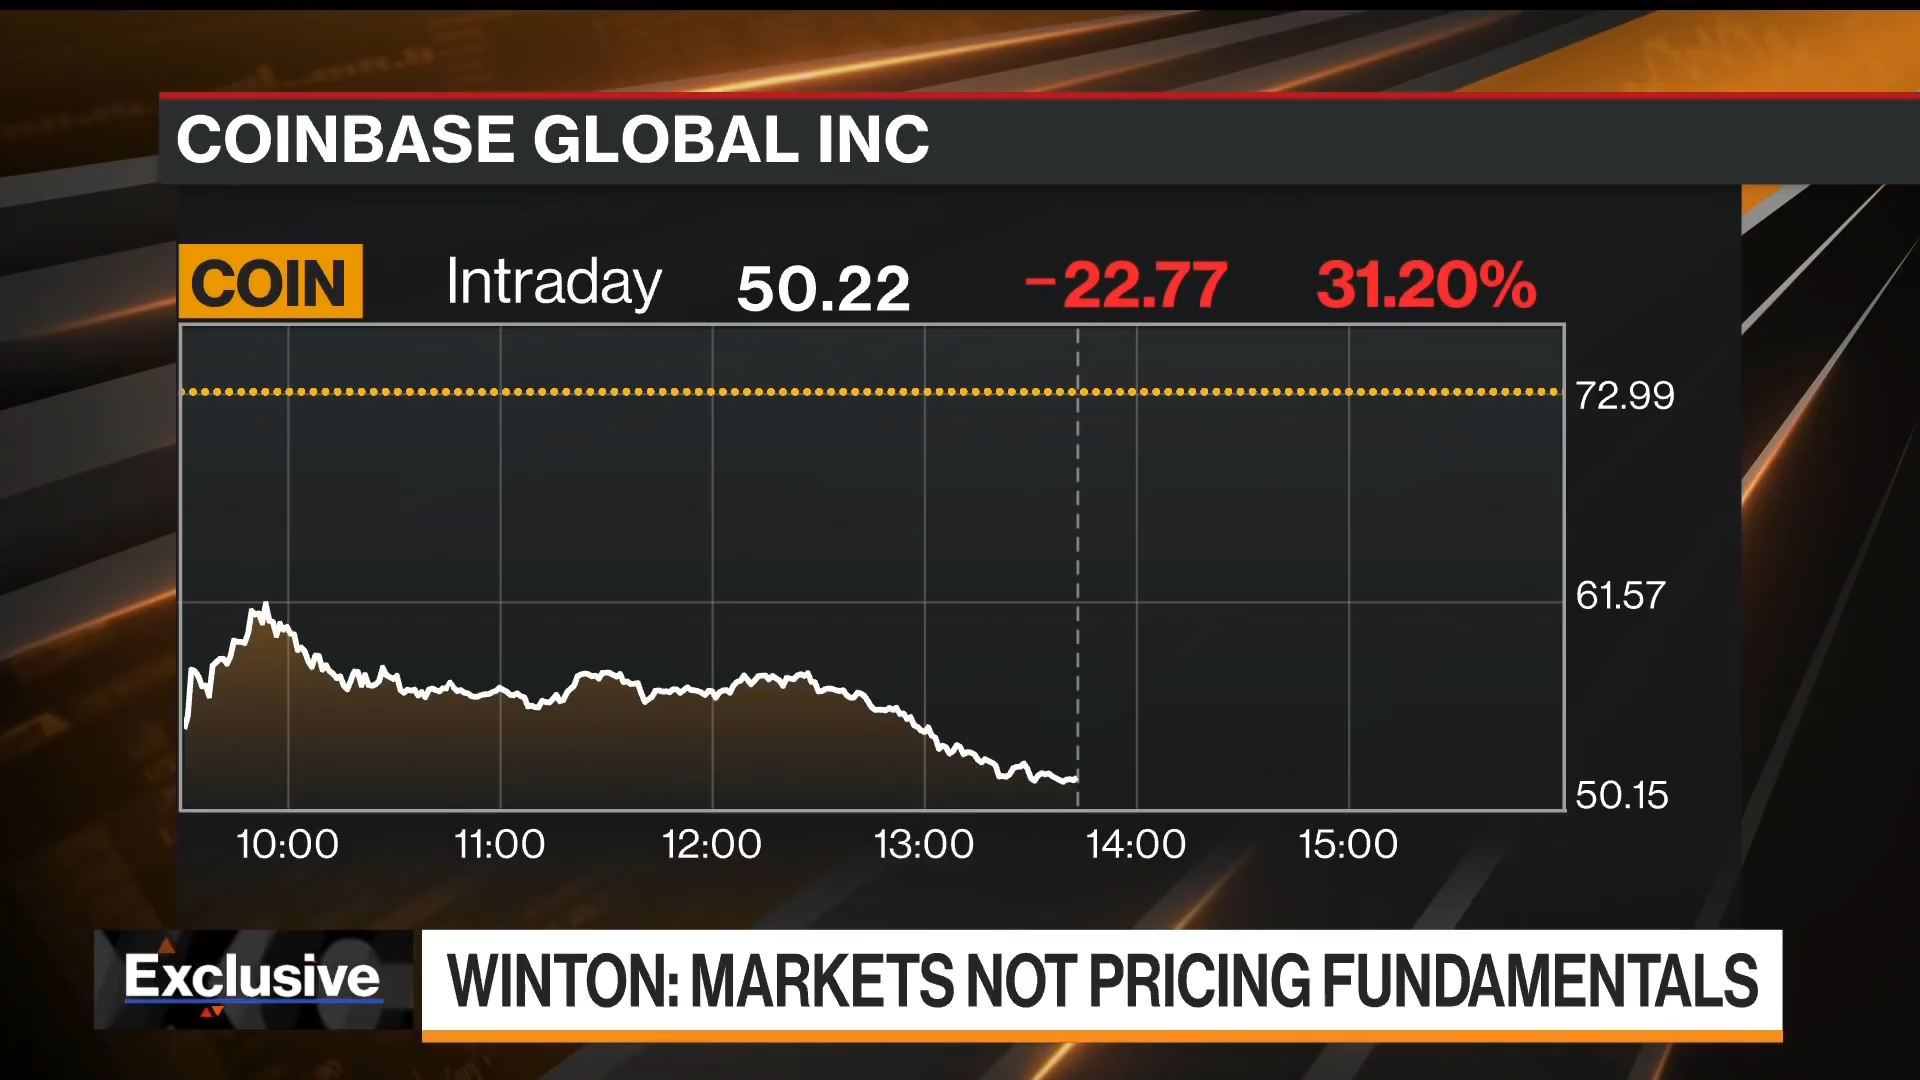 COINBASE GLOBAL INC
COIN Intraday 50.22 −22.77 31.20%
72.99
61.57
50.15
10:00 11:00 12:00 13:00 14:00 15:00
Exclusive WINTON: MARKETS NOT PRICING FUNDAMENTALS